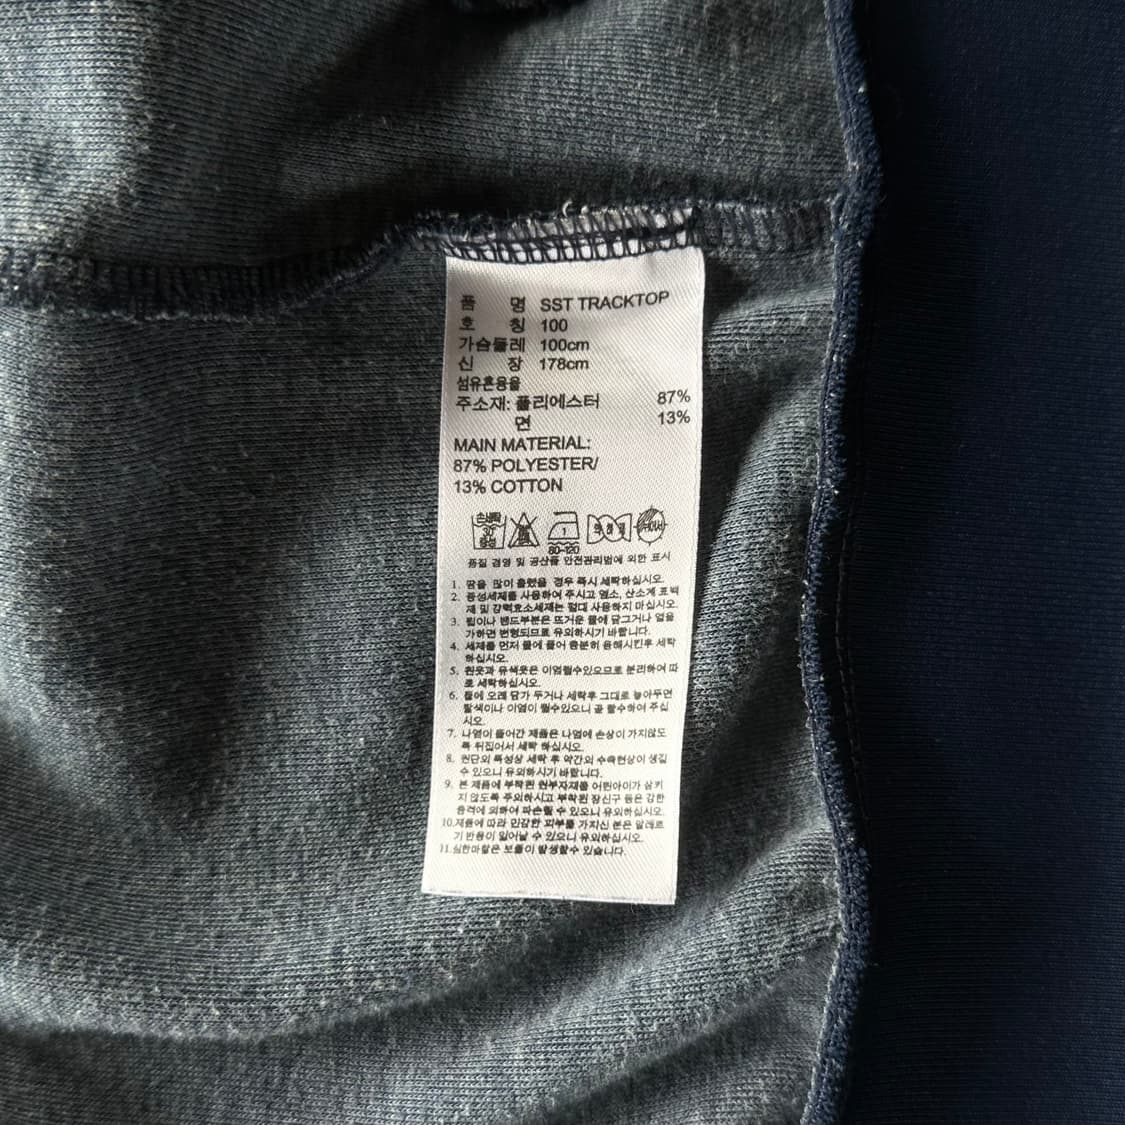 품 명 SST TRACKTOP
호 칭 100
가슴둘레 100cm
신 장 178cm
섬유혼용율
주소재: 폴리에스터 87%
면 13%
MAIN MATERIAL:
87% POLYESTER/
13% COTTON
손세탁 30 중성
1
80-120
품질 경영 및 공산품 안전관리법에 의한 표시
1. 땀을 많이 흘렸을 경우 즉시 세탁하십시오.
2. 중성세제를 사용하여 주시고 염소, 산소계 표백
제 및 강력효소세제는 절대 사용하지 마십시오.
3. 립이나 밴드부분은 뜨거운 물에 담그거나 열을
가하면 변형되므로 유의하시기 바랍니다.
4. 세제를 먼저 물에 풀어 충분히 용해시킨후 세탁
하십시오.
5. 흰옷과 유색옷은 이염될수있으므로 분리하여 따
로 세탁하십시오.
6. 물에 오래 담가 두거나 세탁후 그대로 놓아두면
탈색이나 이염이 될수있으니 곧 탈수하여 주십
시오.
7. 나염이 들어간 제품은 나염에 손상이 가지않도
록 뒤집어서 세탁 하십시오.
8. 원단의 특성상 세탁 후 약간의 수축현상이 생길
수 있으니 유의하시기 바랍니다.
9. 본 제품에 부착된 원부자재를 어린아이가 삼키
지 않도록 주의하시고 부착된 장신구 등은 강한
충격에 의하여 파손될 수 있으니 유의하십시오.
10.제품에 따라 민감한 피부를 가지신 분은 알레르
기 반응이 일어날 수 있으니 유의하십시오.
11.심한마찰은 보풀이 발생할수 있습니다.